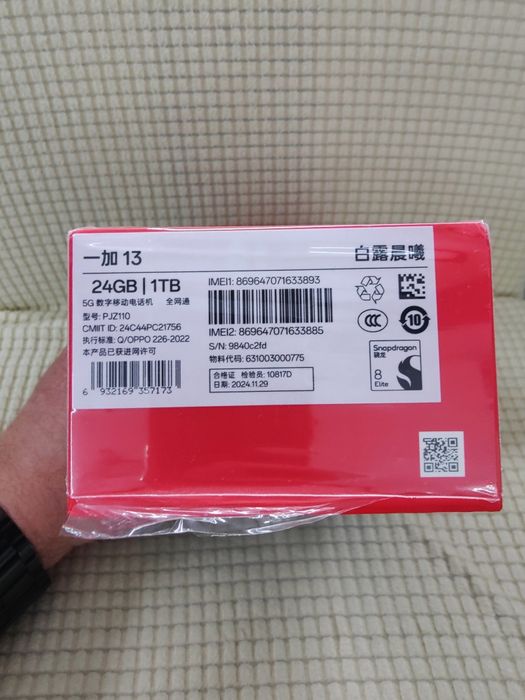 一加 13
白露晨曦
24GB | 1TB
5G 数字移动电话机 全网通
型号: PJZ110
CMIIT ID: 24C44PC21756
执行标准: Q/OPPO 226-2022
本产品已获进网许可
6 932169 357173
IMEI1: 869647071633893
IMEI2: 869647071633885
S/N: 9840c2fd
物料代码: 631003000775
合格证 检验员: 10817D
日期: 2024.11.29
CCC
10
Snapdragon
骁龙
8
Elite